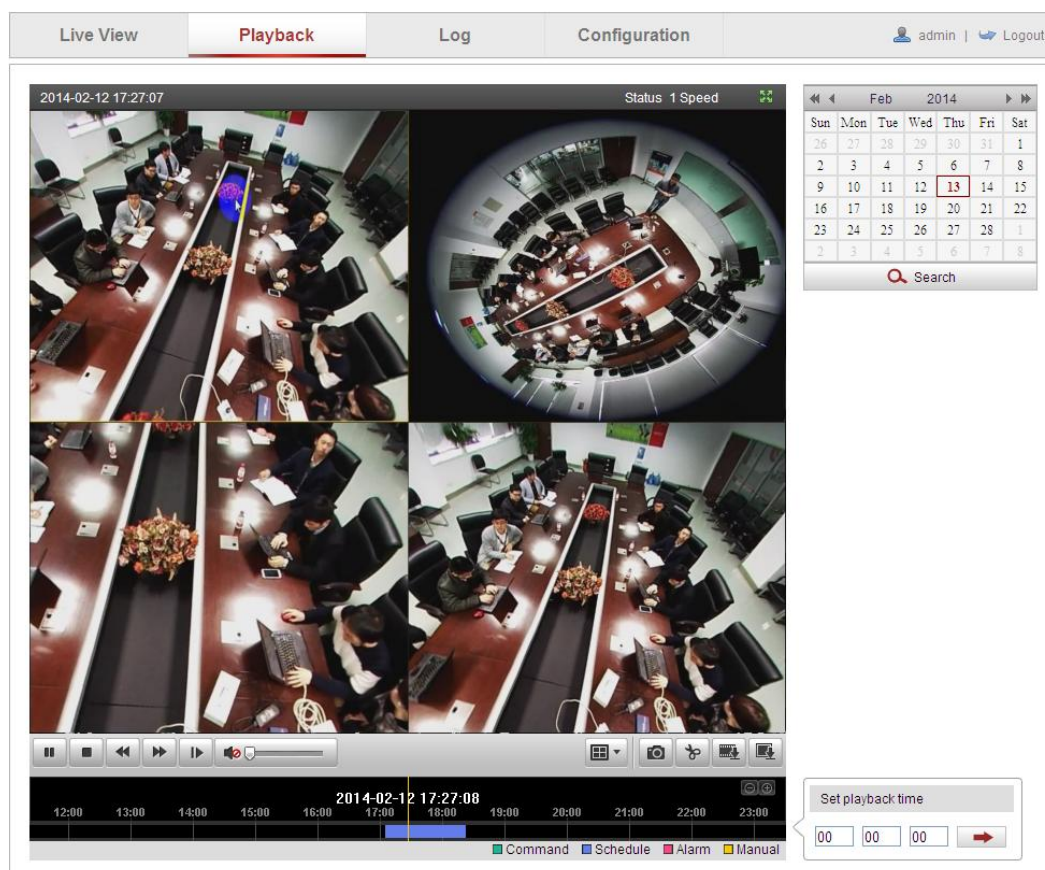 Live View Playback Log Configuration admin | Logout
2014-02-12 17:27:07 Status 1 Speed
Feb 2014
Sun Mon Tue Wed Thu Fri Sat
26 27 28 29 30 31 1
2 3 4 5 6 7 8
9 10 11 12 13 14 15
16 17 18 19 20 21 22
23 24 25 26 27 28 1
2 3 4 5 6 7 8
Search
2014-02-12 17:27:08
12:00 13:00 14:00 15:00 16:00 17:00 18:00 19:00 20:00 21:00 22:00 23:00
Command Schedule Alarm Manual
Set playback time
00 00 00